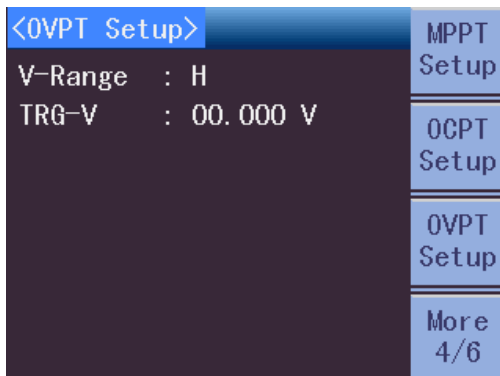 <OVPT Setup>
V-Range : H
TRG-V : 00.000 V
MPPT
Setup
OCPT
Setup
OVPT
Setup
More
4/6